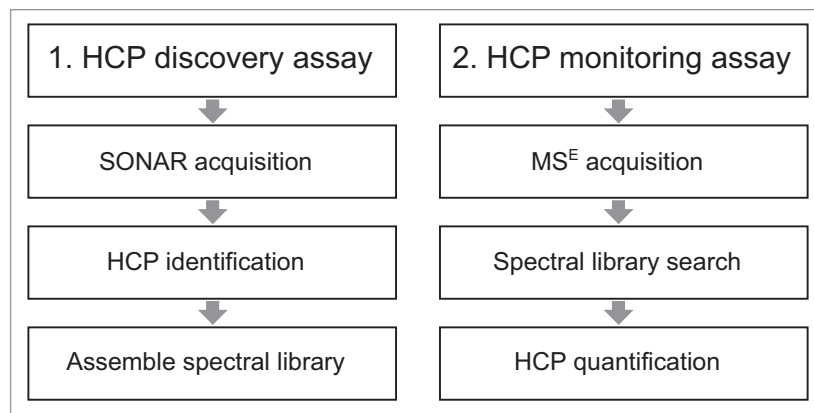 1. HCP discovery assay
SONAR acquisition
HCP identification
Assemble spectral library
2. HCP monitoring assay
MSᴱ acquisition
Spectral library search
HCP quantification